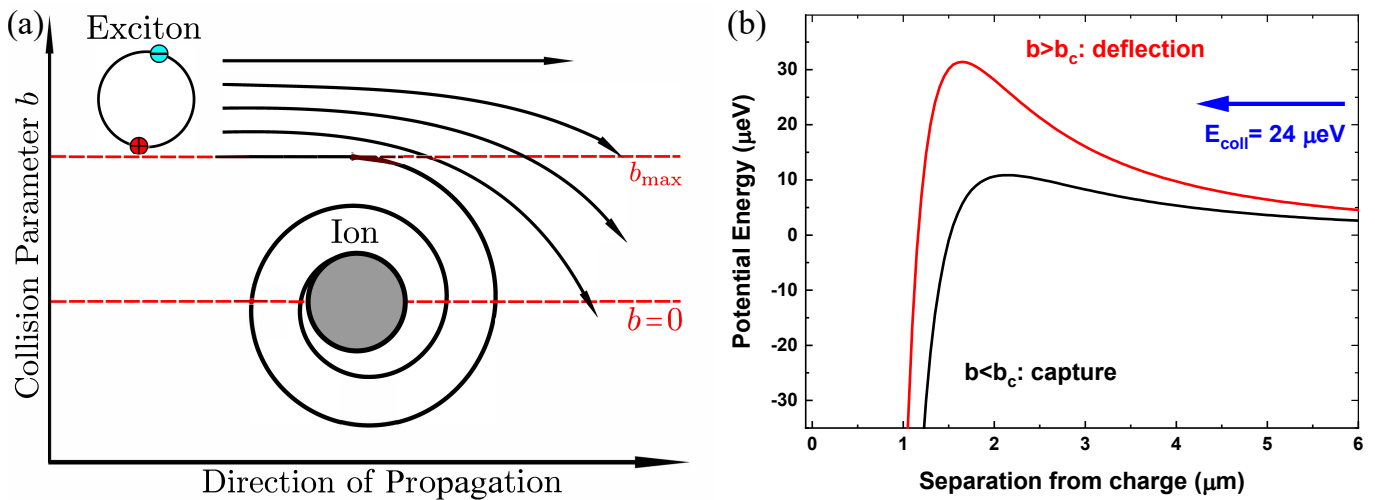 (a)
Exciton
Collision Parameter b
b_max
Ion
b=0
Direction of Propagation
(b)
Potential Energy (μeV)
30
20
10
0
-10
-20
-30
b>b_c: deflection
E_coll= 24 μeV
b<b_c: capture
0
1
2
3
4
5
6
Separation from charge (μm)